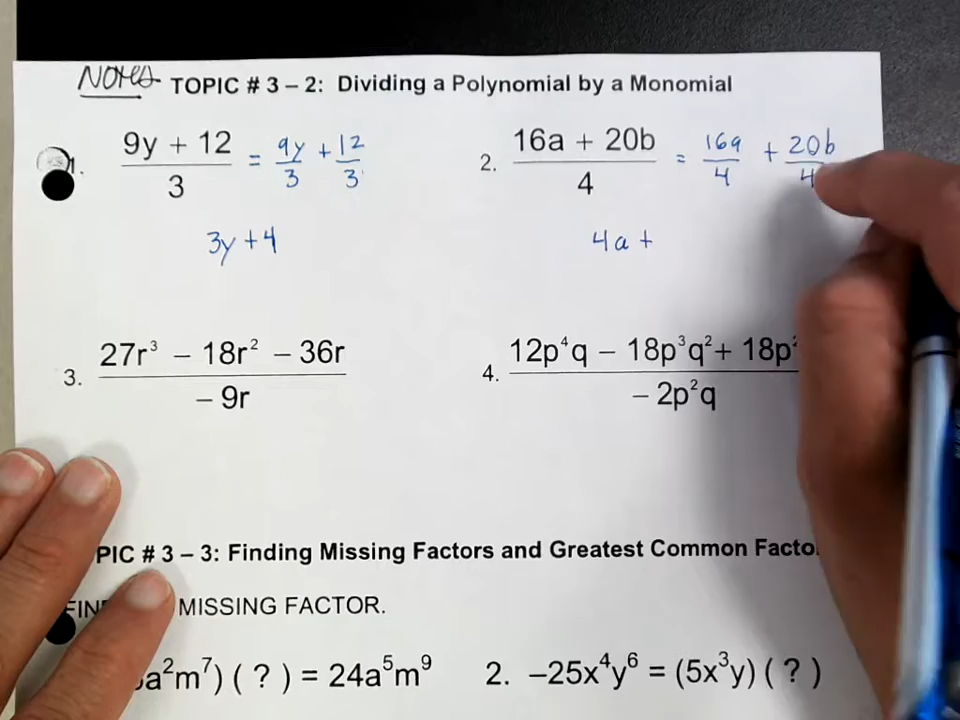 Notes TOPIC # 3 – 2: Dividing a Polynomial by a Monomial
1. (9y + 12)/3 = 9y/3 + 12/3
3y + 4
2. (16a + 20b)/4 = 16a/4 + 20b/4
4a +
3. (27r³ – 18r² – 36r)/(– 9r)
4. (12p⁴q – 18p³q² + 18p²)/(– 2p²q)
PIC # 3 – 3: Finding Missing Factors and Greatest Common Facto
FIN MISSING FACTOR.
a²m⁷) ( ? ) = 24a⁵m⁹
2. –25x⁴y⁶ = (5x³y) ( ? )